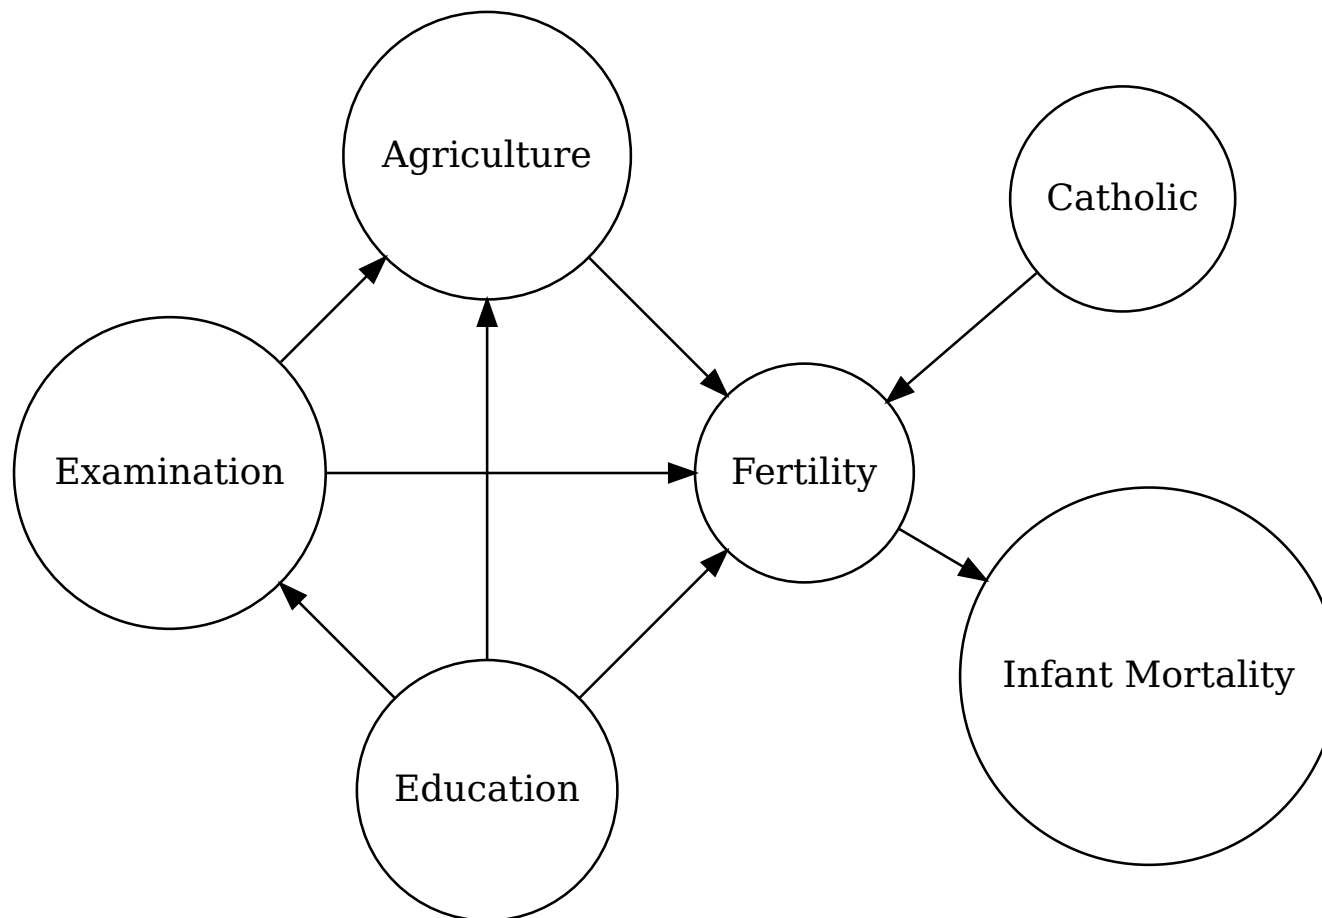 Agriculture
Catholic
Examination
Fertility
Infant Mortality
Education